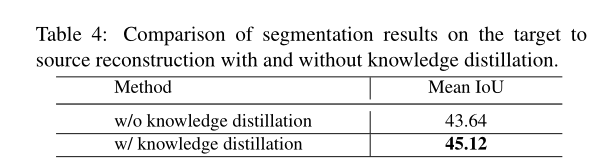 Table 4: Comparison of segmentation results on the target to
source reconstruction with and without knowledge distillation.
Method Mean IoU
w/o knowledge distillation 43.64
w/ knowledge distillation 45.12